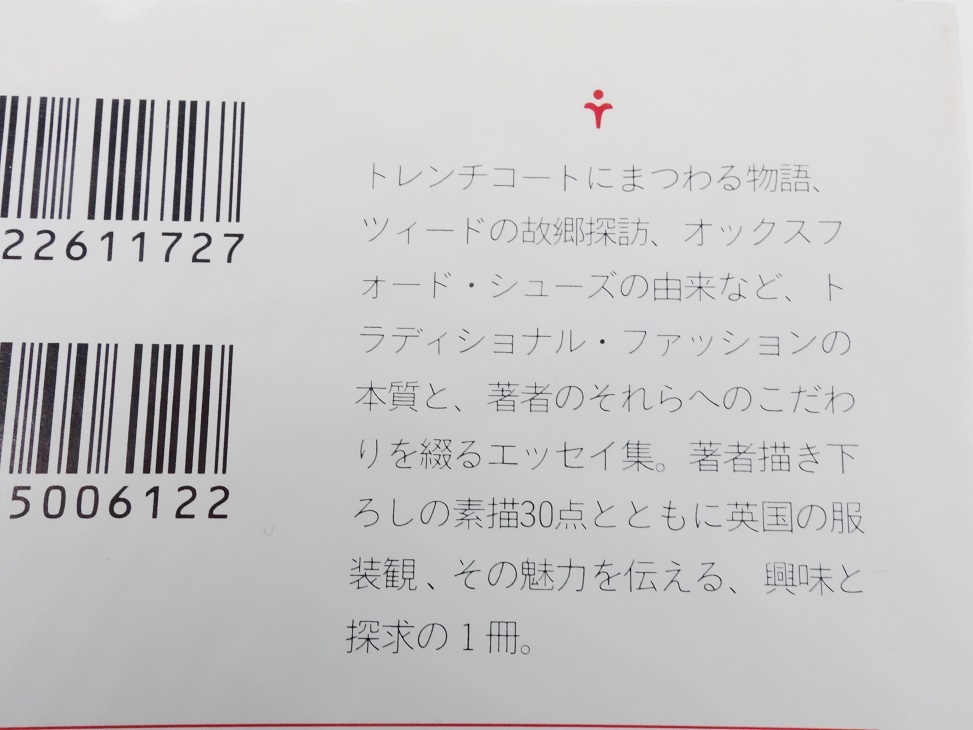 22611727
5006122
トレンチコートにまつわる物語、
ツィードの故郷探訪、オックスフ
ォード・シューズの由来など、ト
ラディショナル・ファッションの
本質と、著者のそれらへのこだわ
りを綴るエッセイ集。著者描き下
ろしの素描30点とともに英国の服
装観、その魅力を伝える、興味と
探求の1冊。